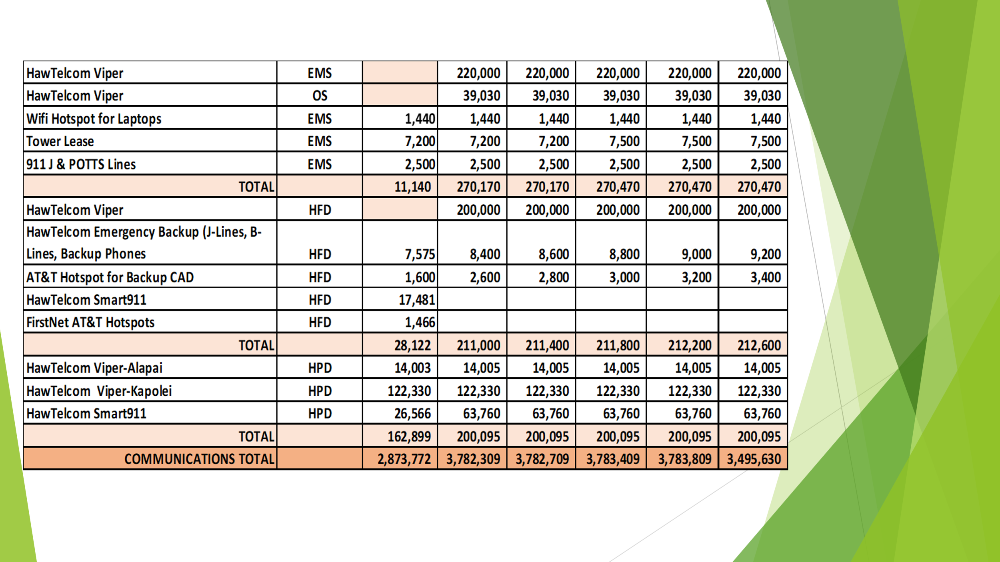 HawTelcom Viper EMS 220,000 220,000 220,000 220,000 220,000
HawTelcom Viper OS 39,030 39,030 39,030 39,030 39,030
Wifi Hotspot for Laptops EMS 1,440 1,440 1,440 1,440 1,440 1,440
Tower Lease EMS 7,200 7,200 7,200 7,500 7,500 7,500
911 J & POTTS Lines EMS 2,500 2,500 2,500 2,500 2,500 2,500
TOTAL 11,140 270,170 270,170 270,470 270,470 270,470
HawTelcom Viper HFD 200,000 200,000 200,000 200,000 200,000
HawTelcom Emergency Backup (J-Lines, B-
Lines, Backup Phones HFD 7,575 8,400 8,600 8,800 9,000 9,200
AT&T Hotspot for Backup CAD HFD 1,600 2,600 2,800 3,000 3,200 3,400
HawTelcom Smart911 HFD 17,481
FirstNet AT&T Hotspots HFD 1,466
TOTAL 28,122 211,000 211,400 211,800 212,200 212,600
HawTelcom Viper-Alapai HPD 14,003 14,005 14,005 14,005 14,005 14,005
HawTelcom Viper-Kapolei HPD 122,330 122,330 122,330 122,330 122,330 122,330
HawTelcom Smart911 HPD 26,566 63,760 63,760 63,760 63,760 63,760
TOTAL 162,899 200,095 200,095 200,095 200,095 200,095
COMMUNICATIONS TOTAL 2,873,772 3,782,309 3,782,709 3,783,409 3,783,809 3,495,630